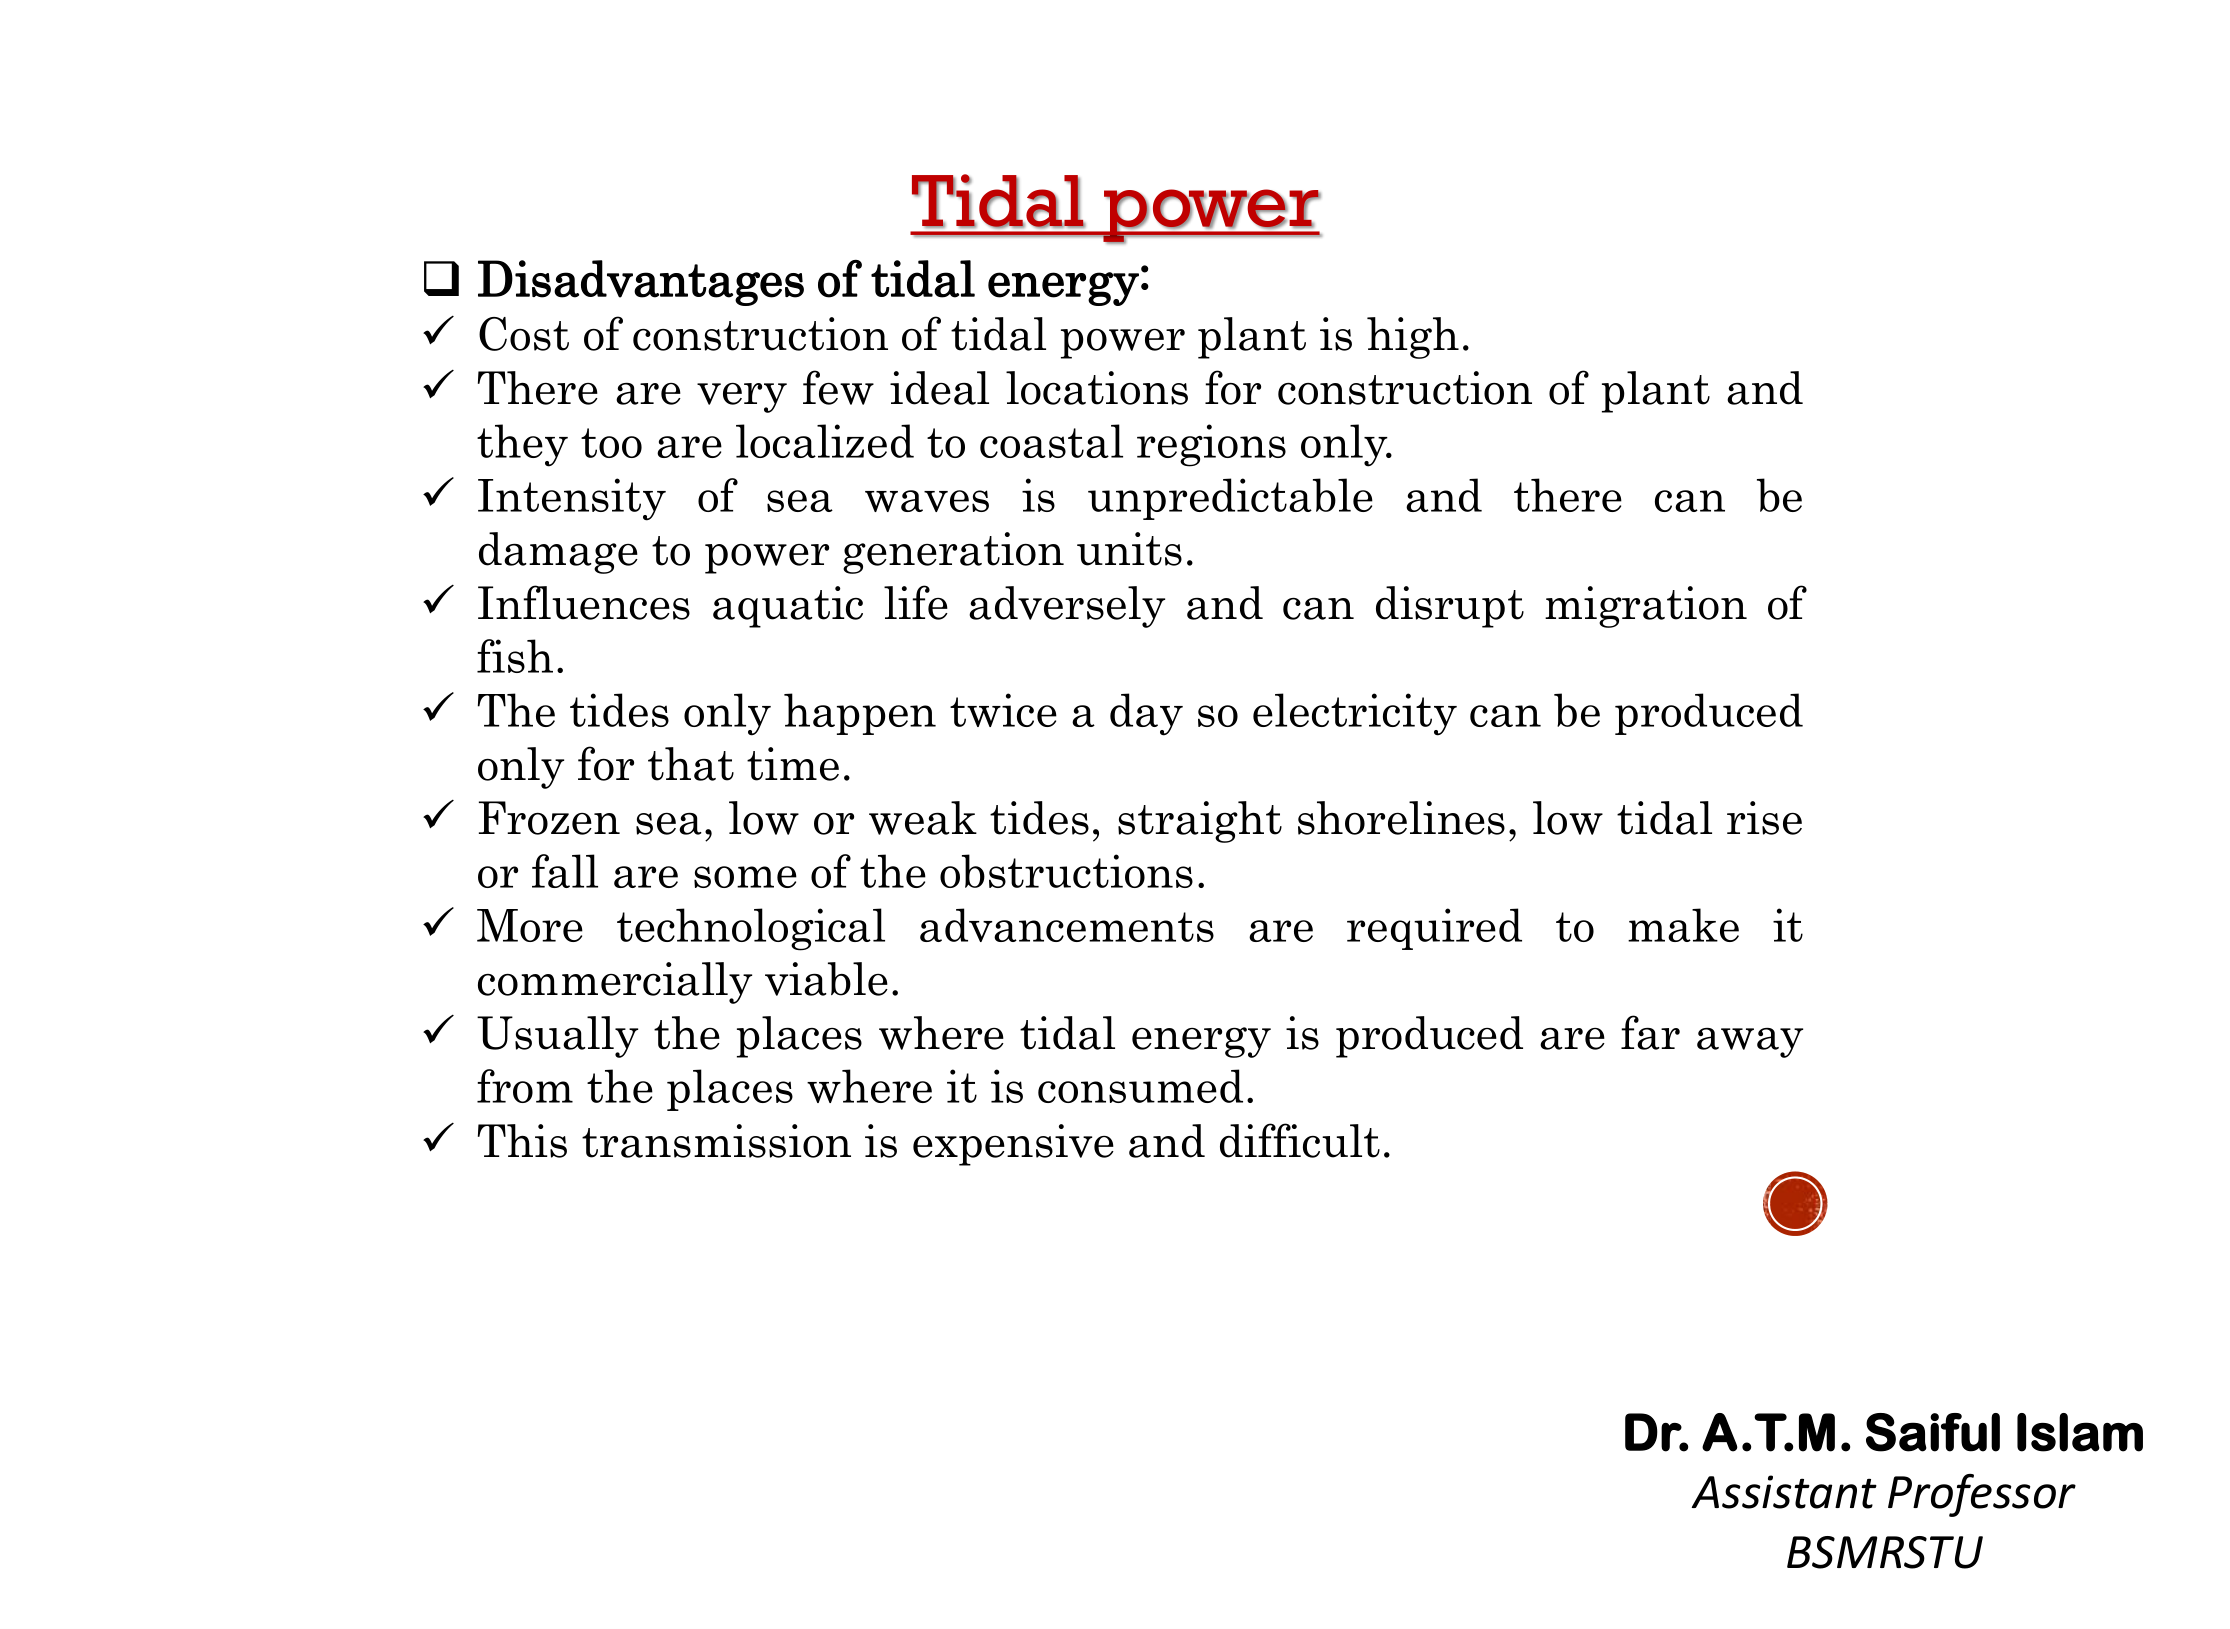 Tidal power
❑ Disadvantages of tidal energy:
✓ Cost of construction of tidal power plant is high.
✓ There are very few ideal locations for construction of plant and
they too are localized to coastal regions only.
✓ Intensity of sea waves is unpredictable and there can be
damage to power generation units.
✓ Influences aquatic life adversely and can disrupt migration of
fish.
✓ The tides only happen twice a day so electricity can be produced
only for that time.
✓ Frozen sea, low or weak tides, straight shorelines, low tidal rise
or fall are some of the obstructions.
✓ More technological advancements are required to make it
commercially viable.
✓ Usually the places where tidal energy is produced are far away
from the places where it is consumed.
✓ This transmission is expensive and difficult.
Dr. A.T.M. Saiful Islam
Assistant Professor
BSMRSTU